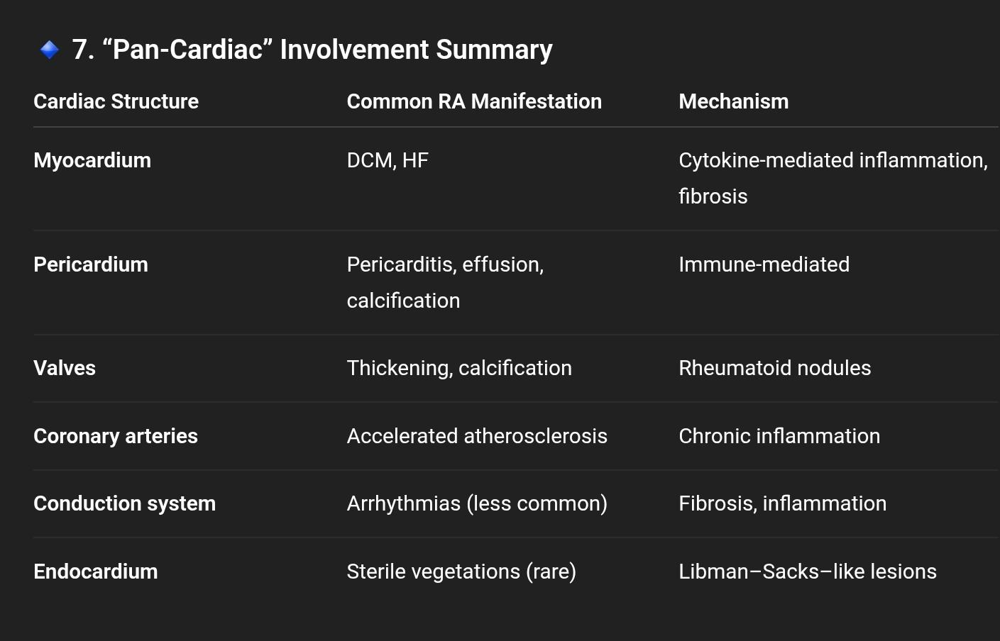 🔹 7. “Pan-Cardiac” Involvement Summary
Cardiac Structure Common RA Manifestation Mechanism
Myocardium DCM, HF Cytokine-mediated inflammation,
fibrosis
Pericardium Pericarditis, effusion, Immune-mediated
calcification
Valves Thickening, calcification Rheumatoid nodules
Coronary arteries Accelerated atherosclerosis Chronic inflammation
Conduction system Arrhythmias (less common) Fibrosis, inflammation
Endocardium Sterile vegetations (rare) Libman–Sacks–like lesions